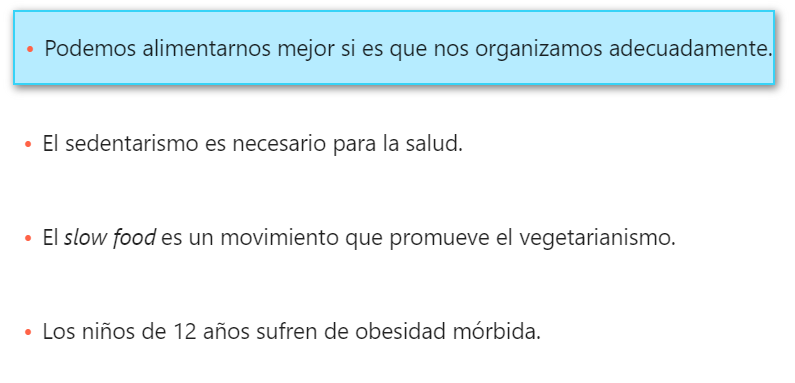 • Podemos alimentarnos mejor si es que nos organizamos adecuadamente.
• El sedentarismo es necesario para la salud.
• El slow food es un movimiento que promueve el vegetarianismo.
• Los niños de 12 años sufren de obesidad mórbida.